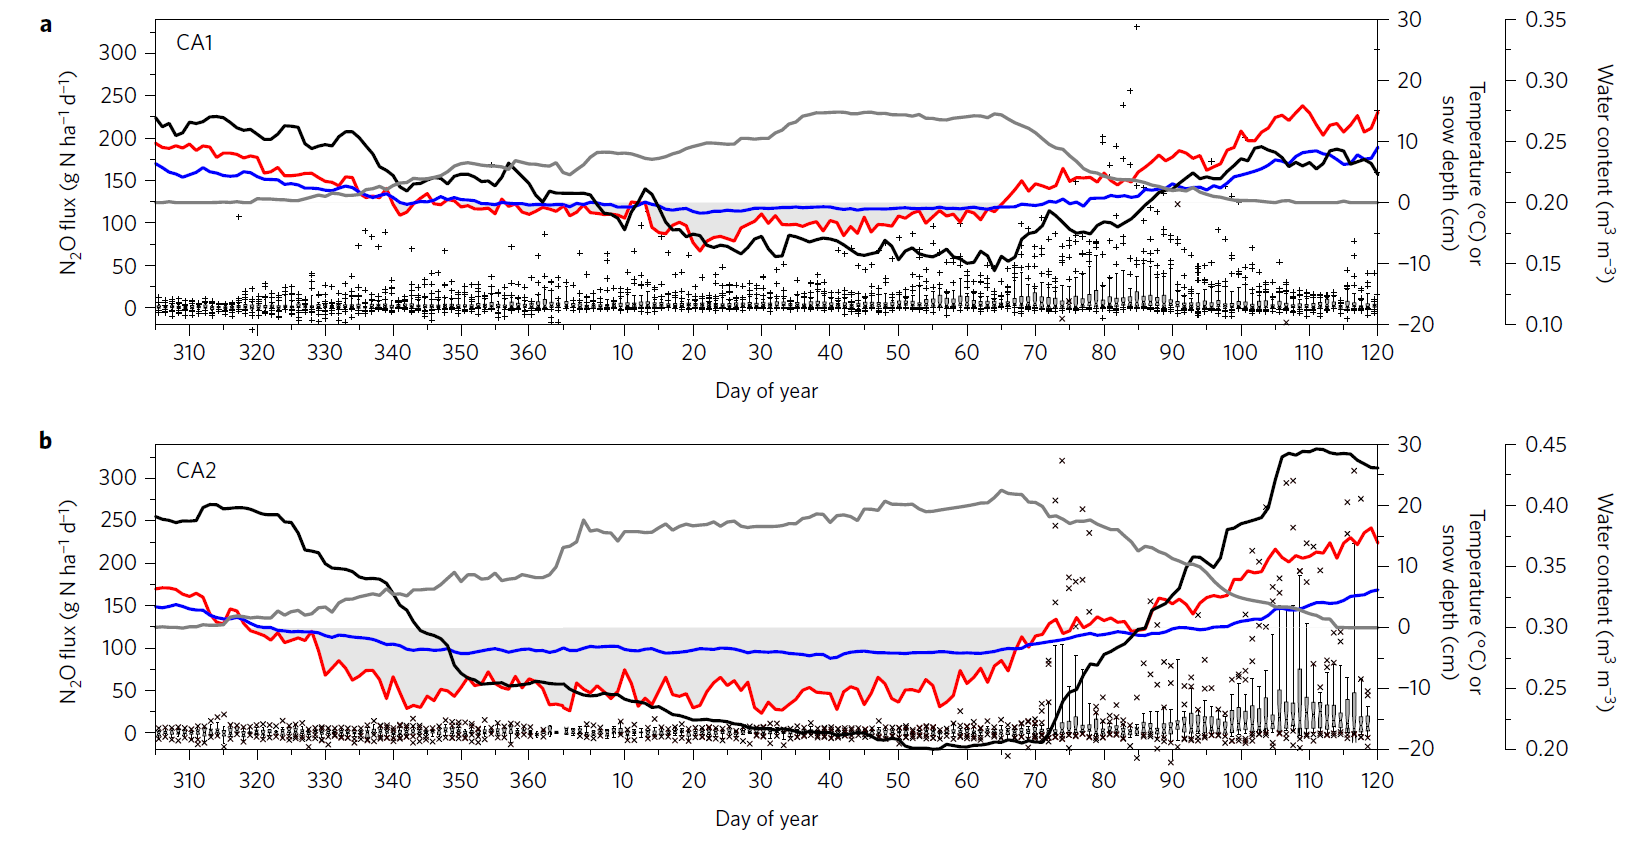 a
CA1
N2O flux (g N ha−1 d−1)
300
250
200
150
100
50
0
30
20
10
0
−10
−20
Temperature (°C) or
snow depth (cm)
0.35
0.30
0.25
0.20
0.15
0.10
Water content (m3 m−3)
310 320 330 340 350 360 10 20 30 40 50 60 70 80 90 100 110 120
Day of year
b
CA2
N2O flux (g N ha−1 d−1)
300
250
200
150
100
50
0
30
20
10
0
−10
−20
Temperature (°C) or
snow depth (cm)
0.45
0.40
0.35
0.30
0.25
0.20
Water content (m3 m−3)
310 320 330 340 350 360 10 20 30 40 50 60 70 80 90 100 110 120
Day of year